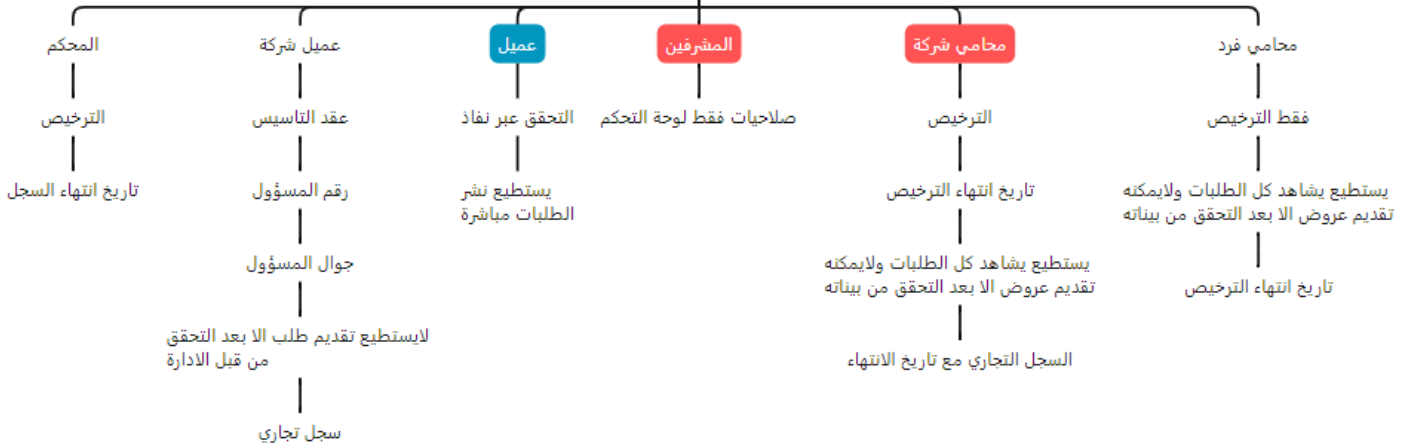 محامي فرد
فقط الترخيص
يستطيع يشاهد كل الطلبات ولايمكنه
تقديم عروض الا بعد التحقق من بيناته
تاريخ انتهاء الترخيص
محامي شركة
الترخيص
تاريخ انتهاء الترخيص
يستطيع يشاهد كل الطلبات ولايمكنه
تقديم عروض الا بعد التحقق من بيناته
السجل التجاري مع تاريخ الانتهاء
المشرفين
صلاحيات فقط لوحة التحكم
عميل
التحقق عبر نفاذ
يستطيع نشر
الطلبات مباشرة
عميل شركة
عقد التاسيس
رقم المسؤول
جوال المسؤول
لايستطيع تقديم طلب الا بعد التحقق
من قبل الادارة
سجل تجاري
المحكم
الترخيص
تاريخ انتهاء السجل